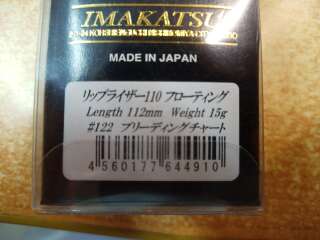 IMAKATSU
MADE IN JAPAN
リップライザー110 フローティング
Length 112mm Weight 15g
#122 ブリーディングチャート
4 560177 644910